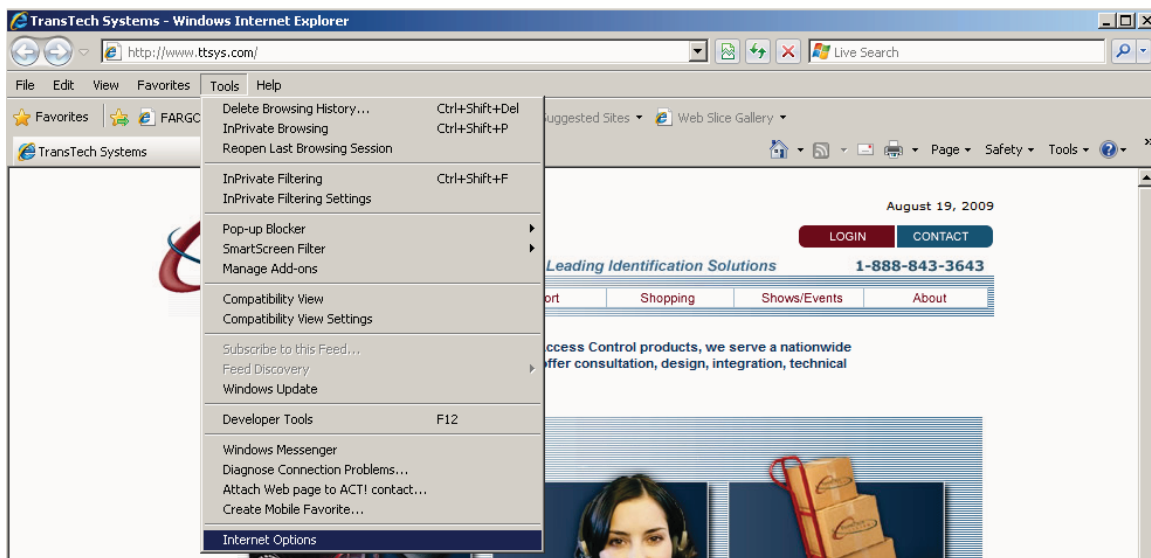 TransTech Systems - Windows Internet Explorer
http://www.ttsys.com/
Live Search
File Edit View Favorites Tools Help
Favorites FARGO Suggested Sites Web Slice Gallery
TransTech Systems
Page Safety Tools
Delete Browsing History... Ctrl+Shift+Del
InPrivate Browsing Ctrl+Shift+P
Reopen Last Browsing Session
InPrivate Filtering Ctrl+Shift+F
InPrivate Filtering Settings
Pop-up Blocker
SmartScreen Filter
Manage Add-ons
Compatibility View
Compatibility View Settings
Subscribe to this Feed...
Feed Discovery
Windows Update
Developer Tools F12
Windows Messenger
Diagnose Connection Problems...
Attach Web page to ACT! contact...
Create Mobile Favorite...
Internet Options
August 19, 2009
LOGIN CONTACT
Leading Identification Solutions 1-888-843-3643
ort Shopping Shows/Events About
ccess Control products, we serve a nationwide
offer consultation, design, integration, technical